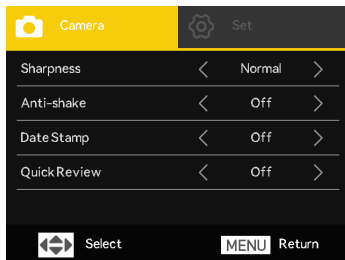 Camera Set
Sharpness Normal
Anti-shake Off
Date Stamp Off
Quick Review Off
Select MENU Return